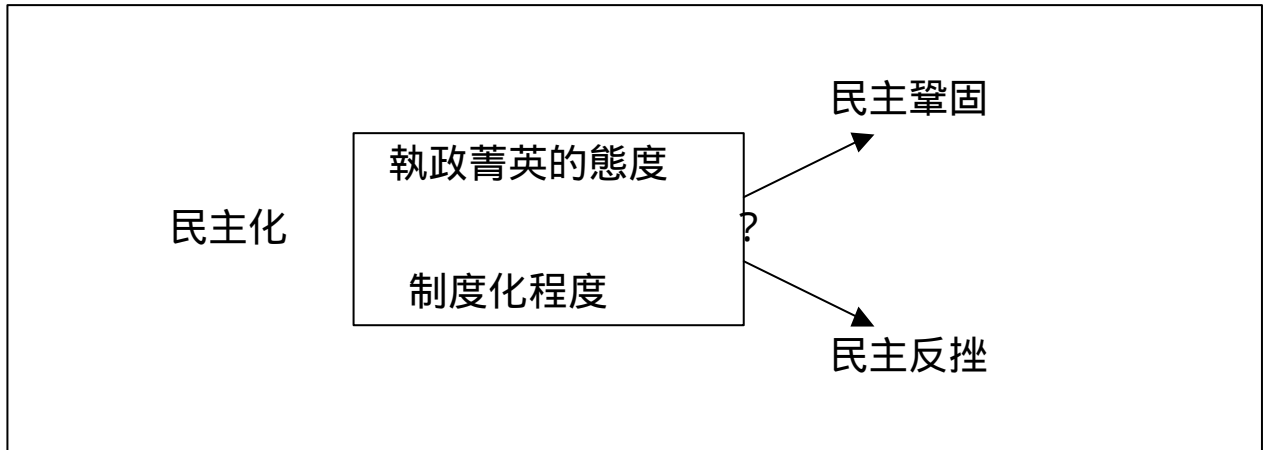 民主鞏固
執政菁英的態度
民主化
?
制度化程度
民主反挫